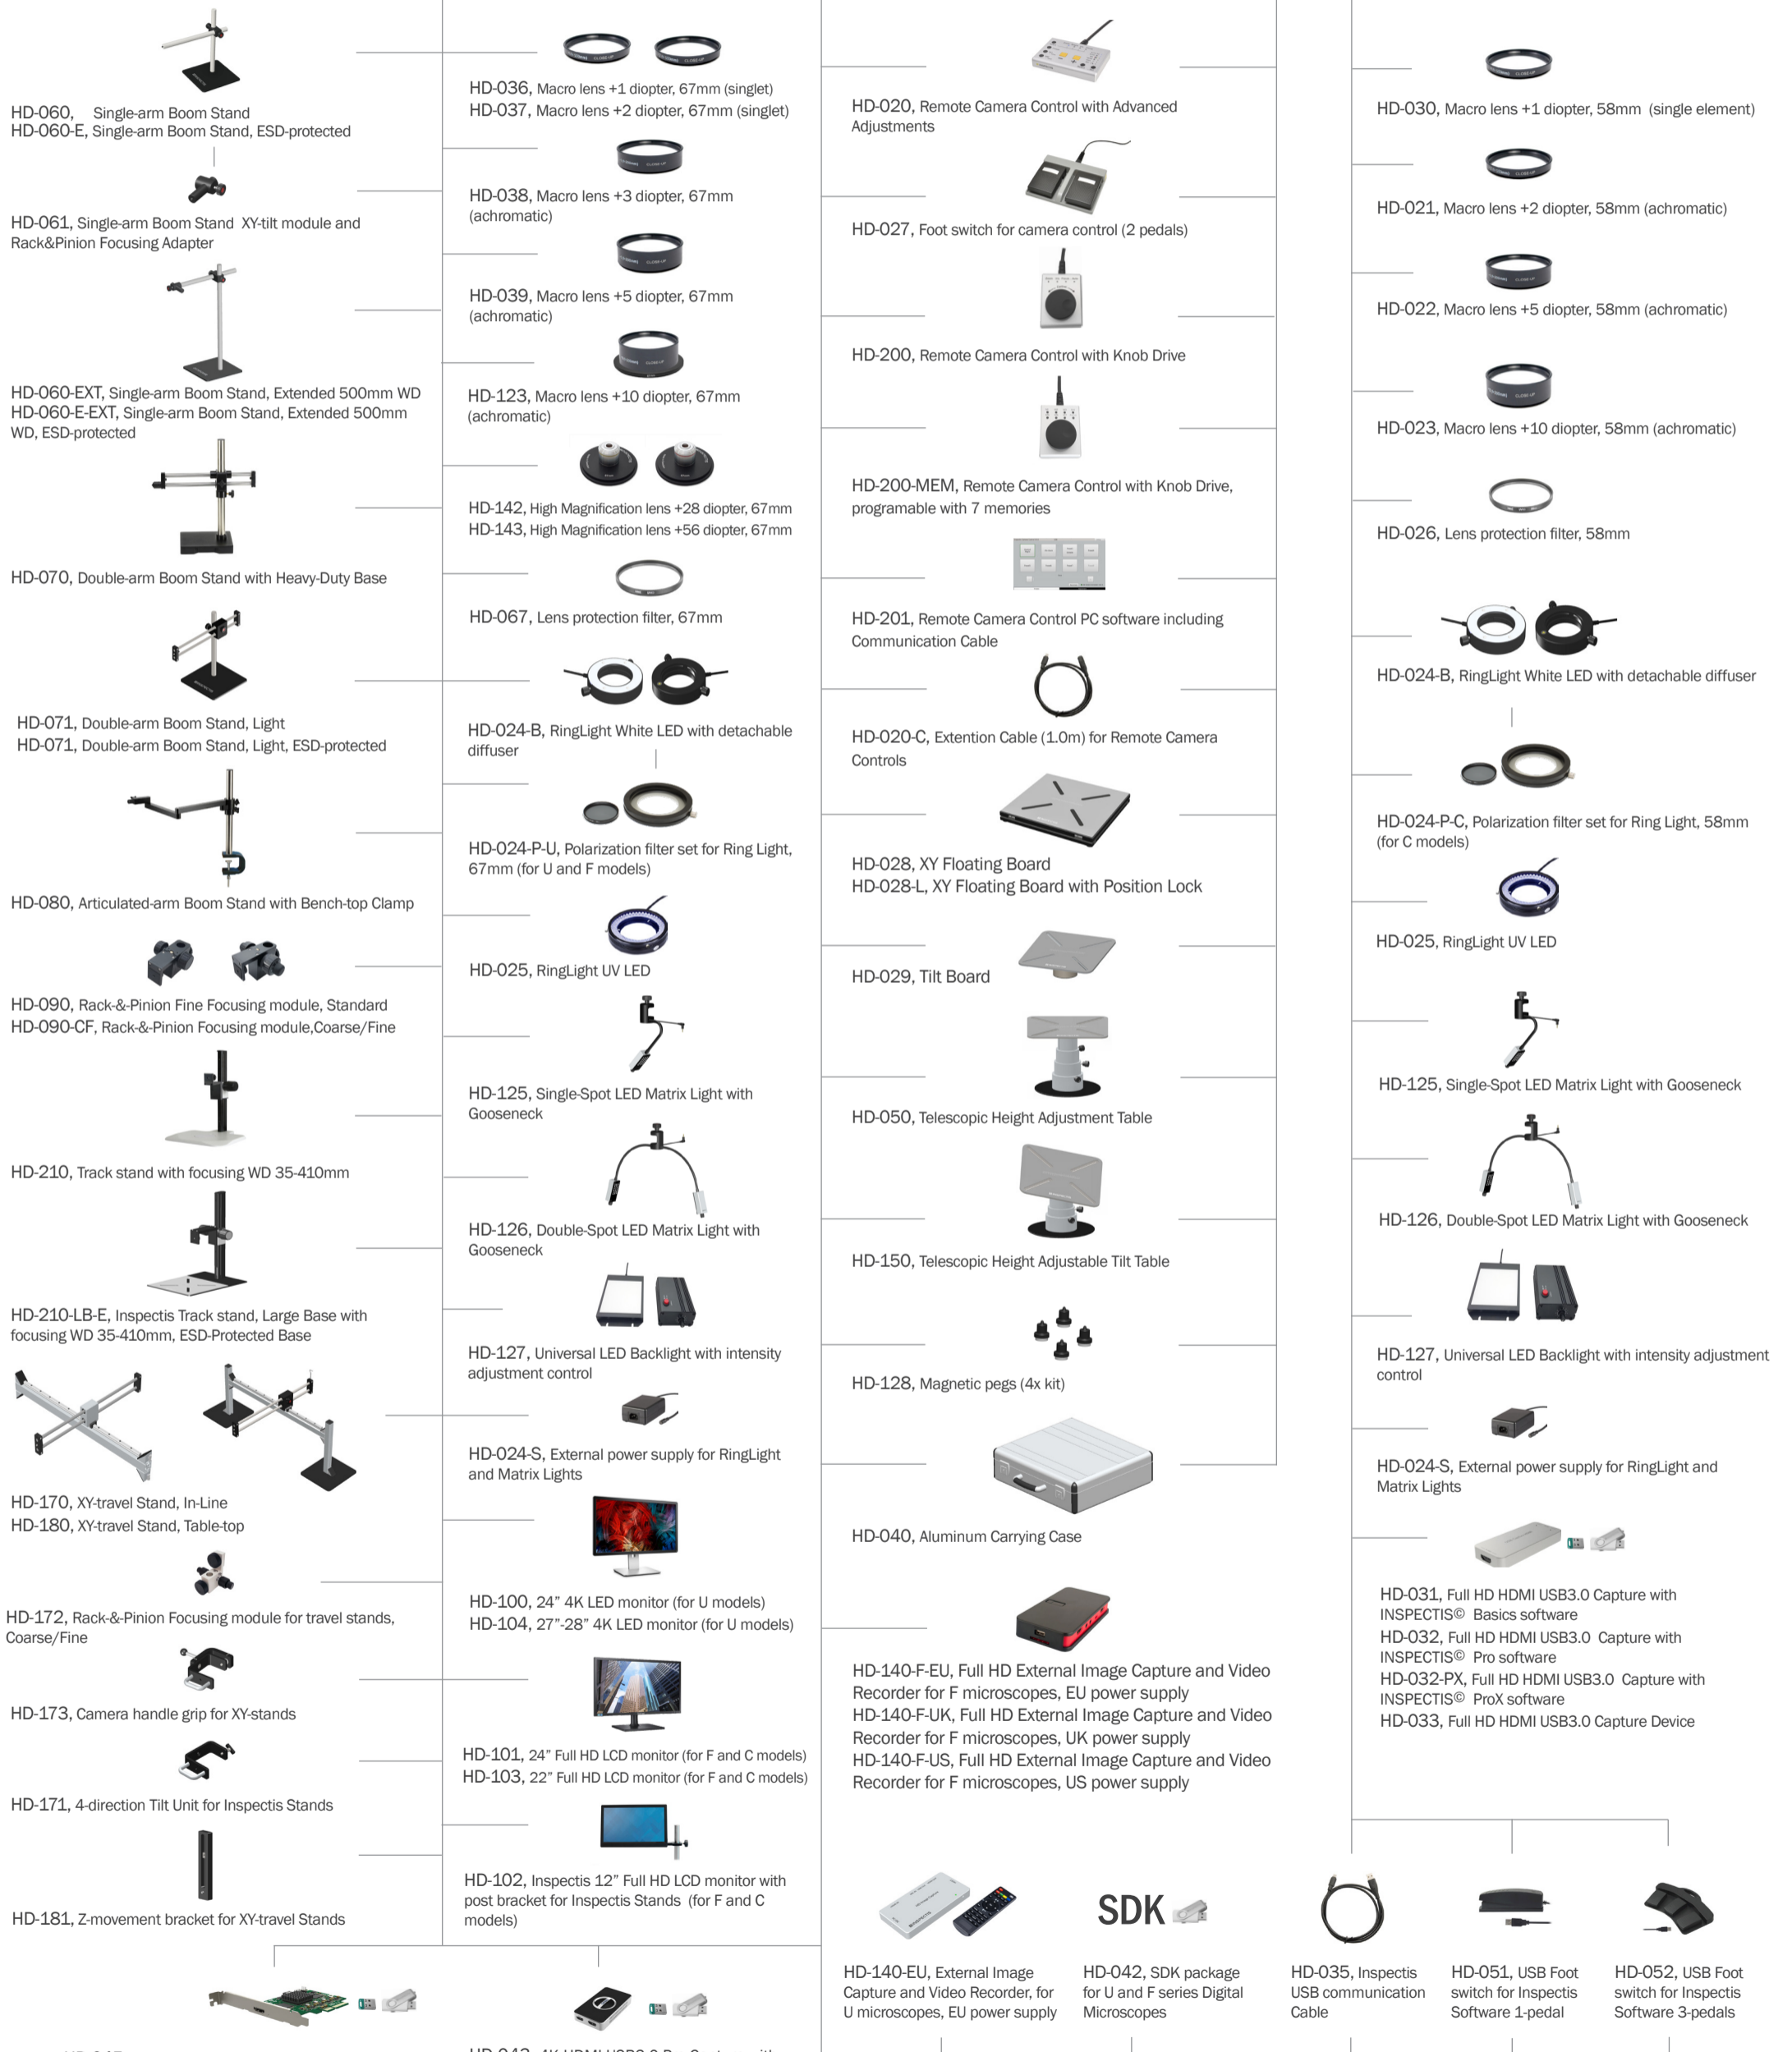 HD-060, Single-arm Boom Stand
HD-060-E, Single-arm Boom Stand, ESD-protected
HD-061, Single-arm Boom Stand XY-tilt module and
Rack&Pinion Focusing Adapter
HD-060-EXT, Single-arm Boom Stand, Extended 500mm WD
HD-060-E-EXT, Single-arm Boom Stand, Extended 500mm
WD, ESD-protected
HD-070, Double-arm Boom Stand with Heavy-Duty Base
HD-071, Double-arm Boom Stand, Light
HD-071, Double-arm Boom Stand, Light, ESD-protected
HD-080, Articulated-arm Boom Stand with Bench-top Clamp
HD-090, Rack-&-Pinion Fine Focusing module, Standard
HD-090-CF, Rack-&-Pinion Focusing module,Coarse/Fine
HD-210, Track stand with focusing WD 35-410mm
HD-210-LB-E, Inspectis Track stand, Large Base with
focusing WD 35-410mm, ESD-Protected Base
HD-170, XY-travel Stand, In-Line
HD-180, XY-travel Stand, Table-top
HD-172, Rack-&-Pinion Focusing module for travel stands,
Coarse/Fine
HD-173, Camera handle grip for XY-stands
HD-171, 4-direction Tilt Unit for Inspectis Stands
HD-181, Z-movement bracket for XY-travel Stands
HD-036, Macro lens +1 diopter, 67mm (singlet)
HD-037, Macro lens +2 diopter, 67mm (singlet)
HD-038, Macro lens +3 diopter, 67mm
(achromatic)
HD-039, Macro lens +5 diopter, 67mm
(achromatic)
HD-123, Macro lens +10 diopter, 67mm
(achromatic)
HD-142, High Magnification lens +28 diopter, 67mm
HD-143, High Magnification lens +56 diopter, 67mm
HD-067, Lens protection filter, 67mm
HD-024-B, RingLight White LED with detachable
diffuser
HD-024-P-U, Polarization filter set for Ring Light,
67mm (for U and F models)
HD-025, RingLight UV LED
HD-125, Single-Spot LED Matrix Light with
Gooseneck
HD-126, Double-Spot LED Matrix Light with
Gooseneck
HD-127, Universal LED Backlight with intensity
adjustment control
HD-024-S, External power supply for RingLight
and Matrix Lights
HD-100, 24" 4K LED monitor (for U models)
HD-104, 27"-28" 4K LED monitor (for U models)
HD-101, 24" Full HD LCD monitor (for F and C models)
HD-103, 22" Full HD LCD monitor (for F and C models)
HD-102, Inspectis 12" Full HD LCD monitor with
post bracket for Inspectis Stands (for F and C
models)
HD-020, Remote Camera Control with Advanced
Adjustments
HD-027, Foot switch for camera control (2 pedals)
HD-200, Remote Camera Control with Knob Drive
HD-200-MEM, Remote Camera Control with Knob Drive,
programable with 7 memories
HD-201, Remote Camera Control PC software including
Communication Cable
HD-020-C, Extention Cable (1.0m) for Remote Camera
Controls
HD-028, XY Floating Board
HD-028-L, XY Floating Board with Position Lock
HD-029, Tilt Board
HD-050, Telescopic Height Adjustment Table
HD-150, Telescopic Height Adjustable Tilt Table
HD-128, Magnetic pegs (4x kit)
HD-040, Aluminum Carrying Case
HD-140-F-EU, Full HD External Image Capture and Video
Recorder for F microscopes, EU power supply
HD-140-F-UK, Full HD External Image Capture and Video
Recorder for F microscopes, UK power supply
HD-140-F-US, Full HD External Image Capture and Video
Recorder for F microscopes, US power supply
HD-030, Macro lens +1 diopter, 58mm (single element)
HD-021, Macro lens +2 diopter, 58mm (achromatic)
HD-022, Macro lens +5 diopter, 58mm (achromatic)
HD-023, Macro lens +10 diopter, 58mm (achromatic)
HD-026, Lens protection filter, 58mm
HD-024-B, RingLight White LED with detachable diffuser
HD-024-P-C, Polarization filter set for Ring Light, 58mm
(for C models)
HD-025, RingLight UV LED
HD-125, Single-Spot LED Matrix Light with Gooseneck
HD-126, Double-Spot LED Matrix Light with Gooseneck
HD-127, Universal LED Backlight with intensity adjustment
control
HD-024-S, External power supply for RingLight and
Matrix Lights
HD-031, Full HD HDMI USB3.0 Capture with
INSPECTIS© Basics software
HD-032, Full HD HDMI USB3.0 Capture with
INSPECTIS© Pro software
HD-032-PX, Full HD HDMI USB3.0 Capture with
INSPECTIS© ProX software
HD-033, Full HD HDMI USB3.0 Capture Device
HD-140-EU, External Image
Capture and Video Recorder, for
U microscopes, EU power supply
SDK
HD-042, SDK package
for U and F series Digital
Microscopes
HD-035, Inspectis
USB communication
Cable
HD-051, USB Foot
switch for Inspectis
Software 1-pedal
HD-052, USB Foot
switch for Inspectis
Software 3-pedals